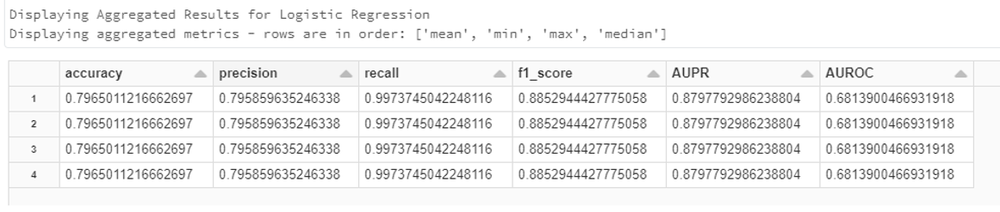 Displaying Aggregated Results for Logistic Regression
Displaying aggregated metrics - rows are in order: ['mean', 'min', 'max', 'median']
accuracy precision recall f1_score AUPR AUROC
1 0.7965011216662697 0.795859635246338 0.9973745042248116 0.8852944427775058 0.8797792986238804 0.6813900466931918
2 0.7965011216662697 0.795859635246338 0.9973745042248116 0.8852944427775058 0.8797792986238804 0.6813900466931918
3 0.7965011216662697 0.795859635246338 0.9973745042248116 0.8852944427775058 0.8797792986238804 0.6813900466931918
4 0.7965011216662697 0.795859635246338 0.9973745042248116 0.8852944427775058 0.8797792986238804 0.6813900466931918